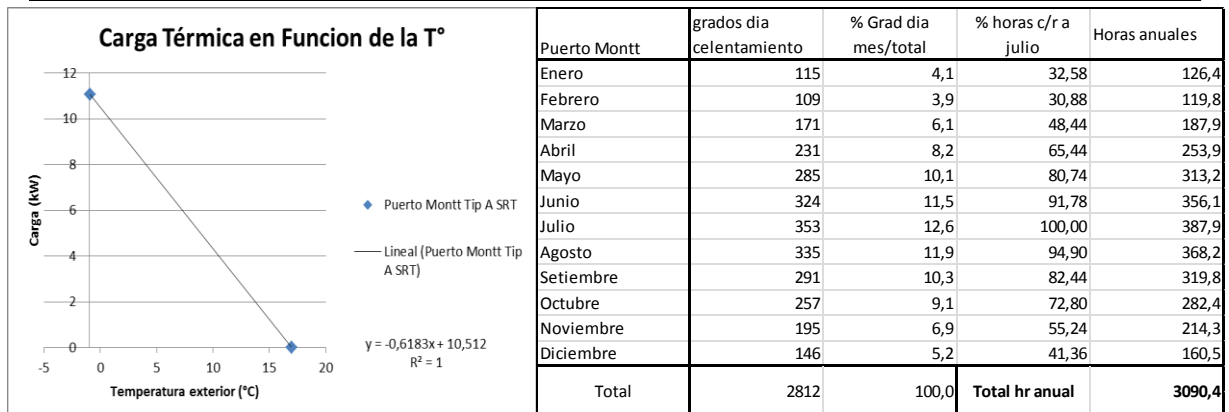 Carga Térmica en Funcion de la T°
12
10
8
6
4
2
0
-5 0 5 10 15 20
Carga (kW)
Temperatura exterior (°C)
Puerto Montt Tip A SRT
Lineal (Puerto Montt Tip
A SRT)
y = -0,6183x + 10,512
R² = 1
Puerto Montt grados dia celentamiento % Grad dia mes/total % horas c/r a julio Horas anuales
Enero 115 4,1 32,58 126,4
Febrero 109 3,9 30,88 119,8
Marzo 171 6,1 48,44 187,9
Abril 231 8,2 65,44 253,9
Mayo 285 10,1 80,74 313,2
Junio 324 11,5 91,78 356,1
Julio 353 12,6 100,00 387,9
Agosto 335 11,9 94,90 368,2
Setiembre 291 10,3 82,44 319,8
Octubre 257 9,1 72,80 282,4
Noviembre 195 6,9 55,24 214,3
Diciembre 146 5,2 41,36 160,5
Total 2812 100,0 Total hr anual 3090,4